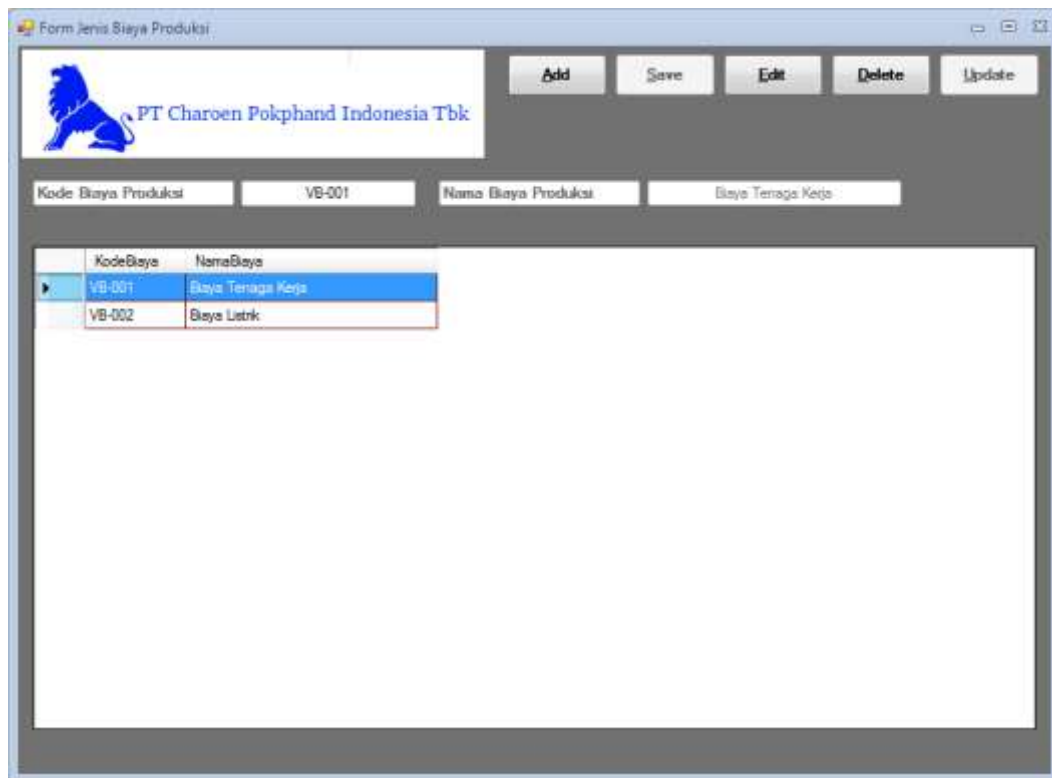 Form Jenis Biaya Produksi
Add Save Edit Delete Update
PT Charoen Pokphand Indonesia Tbk
Kode Biaya Produksi VB-001 Nama Biaya Produksi Biaya Tenaga Kerja
KodeBiaya NamaBiaya
VB-001 Biaya Tenaga Kerja
VB-002 Biaya Listrik